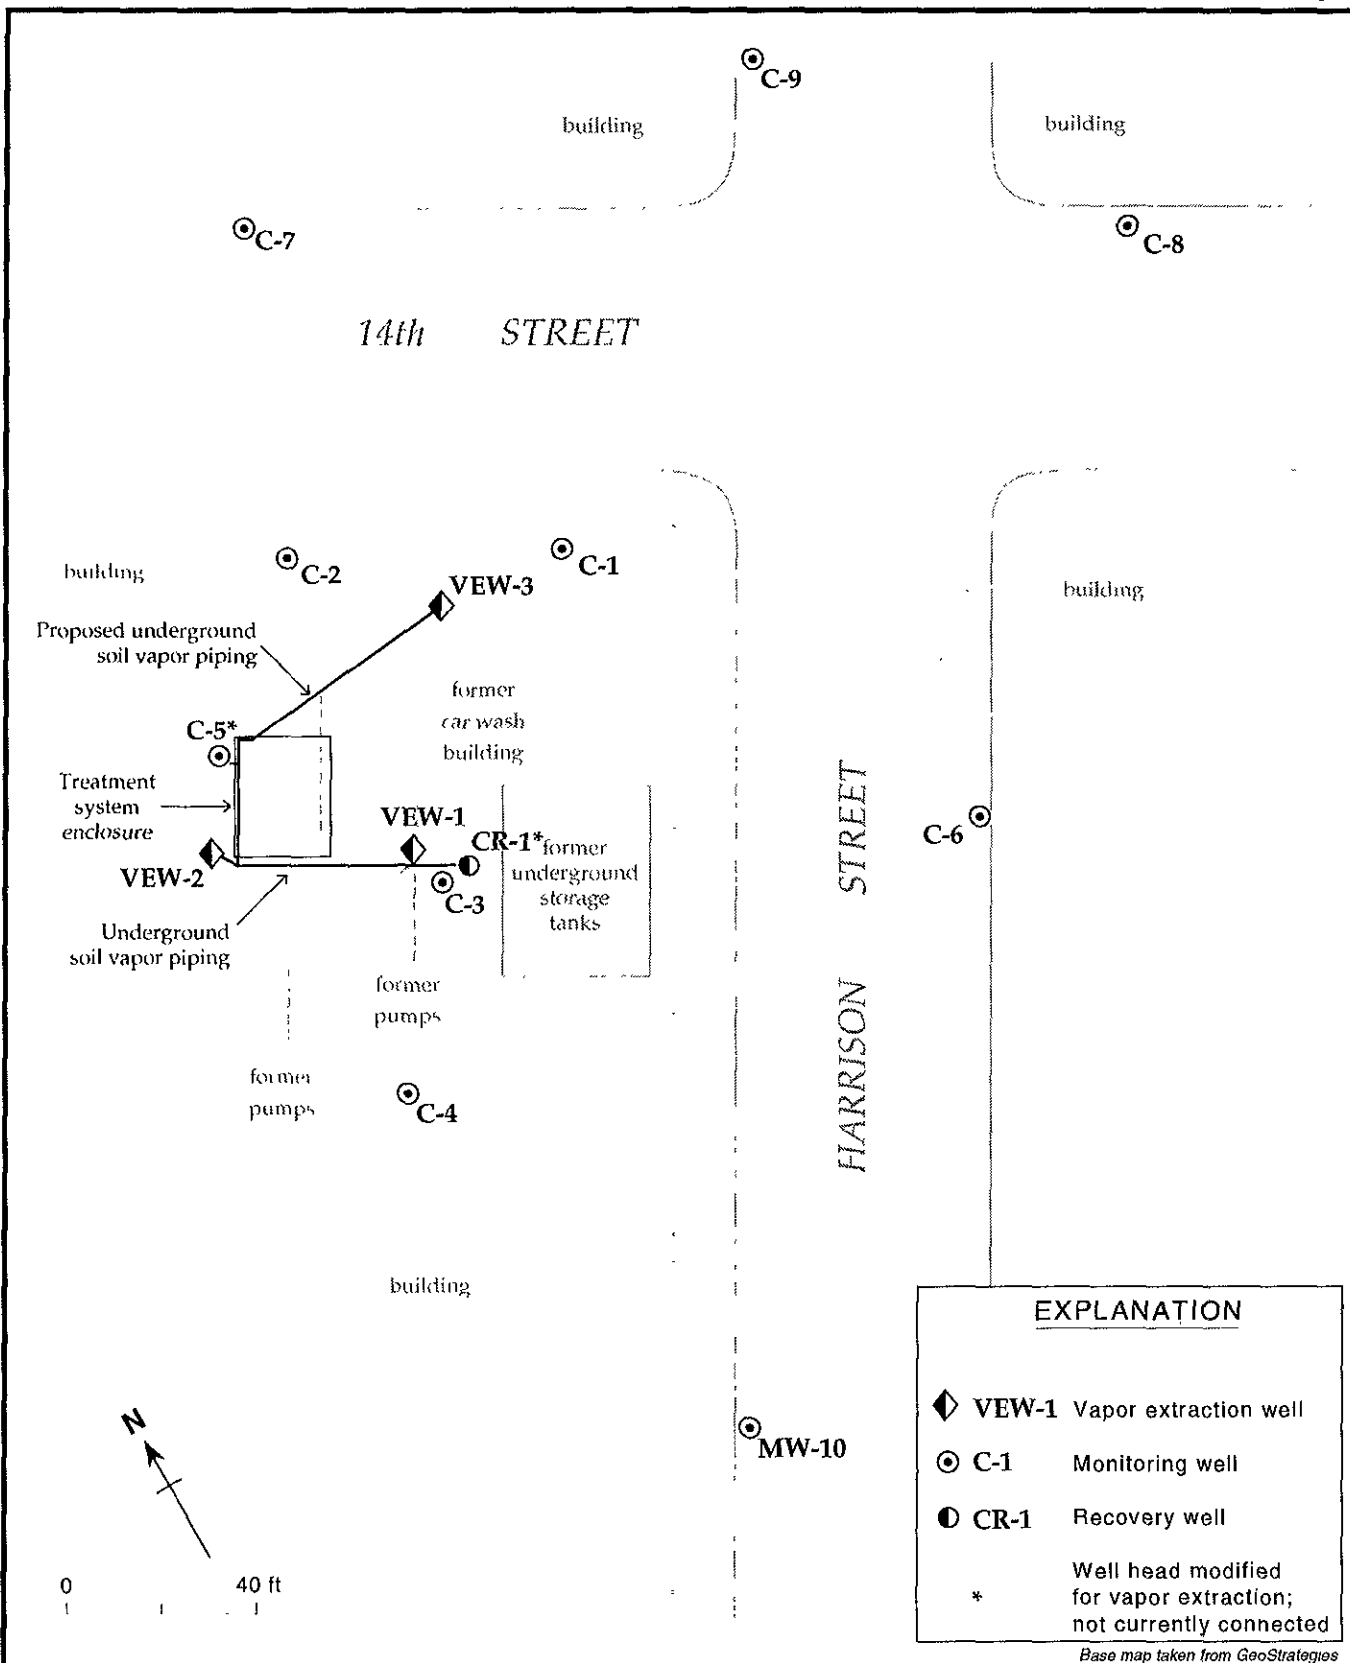 C-9
building
building
C-7
C-8
14th STREET
C-2
C-1
building
VEW-3
building
Proposed underground
soil vapor piping
former
car wash
building
C-5*
Treatment
system
enclosure
VEW-1
CR-1*
former
underground
storage
tanks
C-6
VEW-2
C-3
Underground
soil vapor piping
former
pumps
HARRISON STREET
former
pumps
C-4
building
MW-10
N
0 40 ft
EXPLANATION
VEW-1 Vapor extraction well
C-1 Monitoring well
CR-1 Recovery well
* Well head modified
for vapor extraction;
not currently connected
Base map taken from GeoStrategies